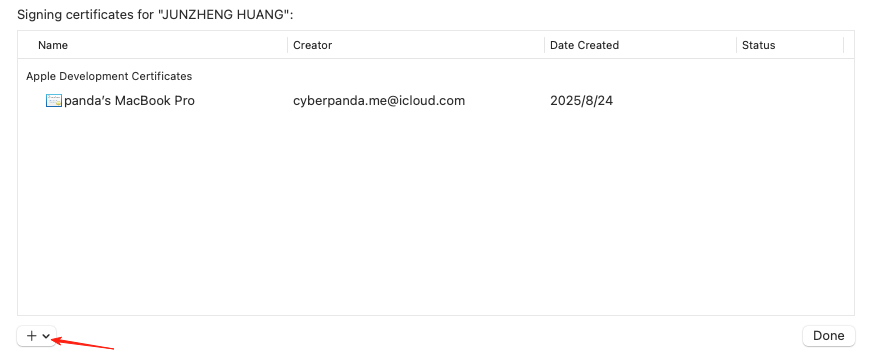 Signing certificates for "JUNZHENG HUANG":
Name Creator Date Created Status
Apple Development Certificates
panda’s MacBook Pro cyberpanda.me@icloud.com 2025/8/24
Done